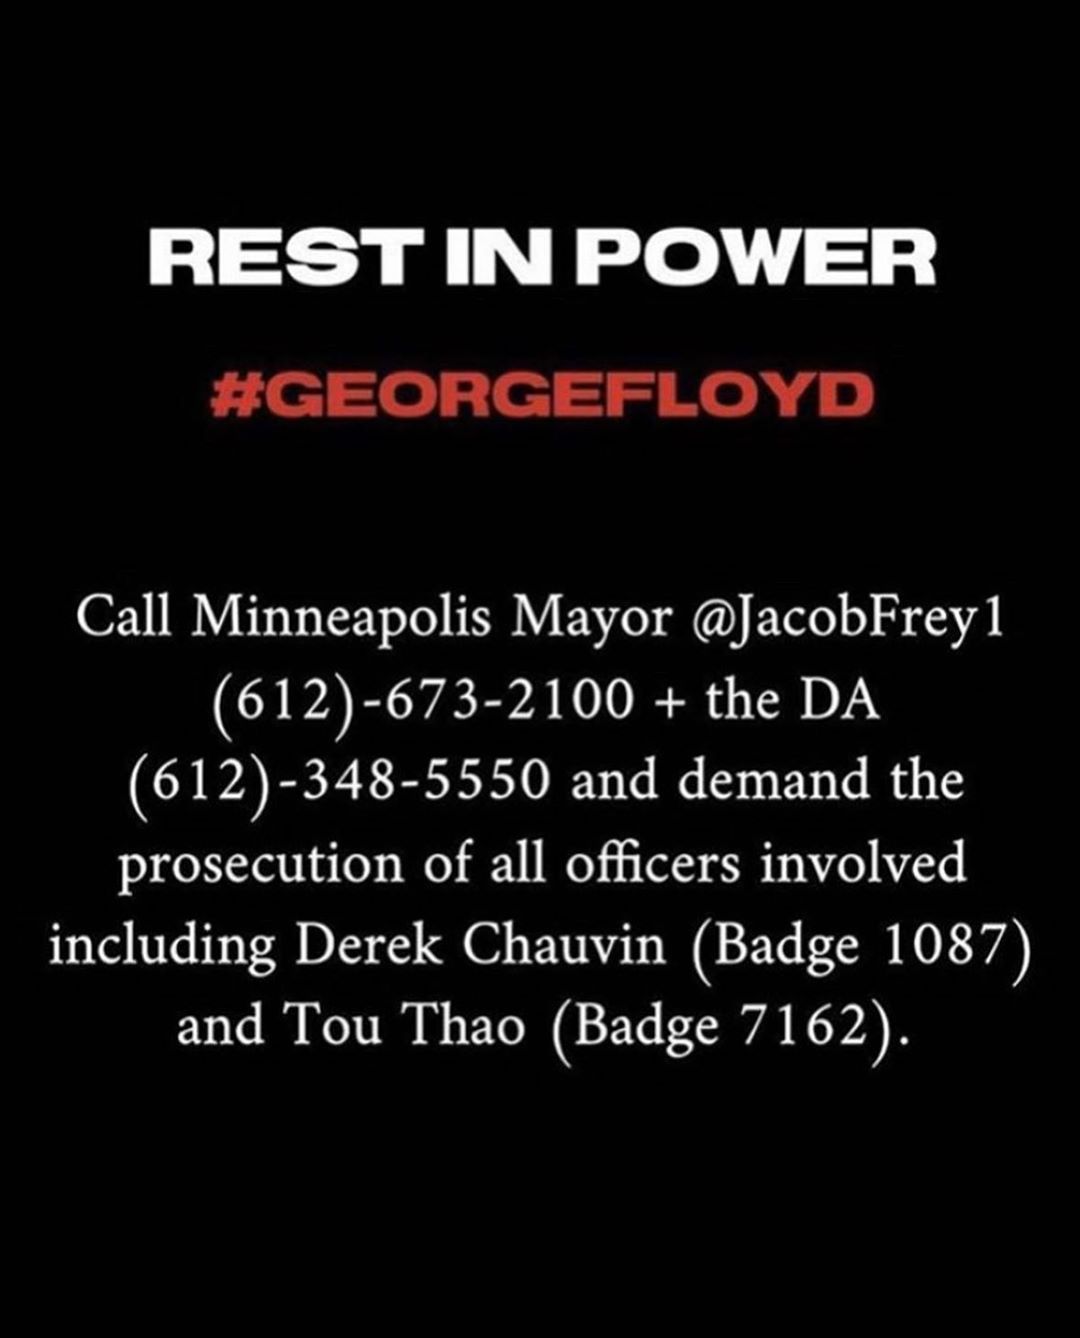 REST IN POWER
#GEORGEFLOYD
Call Minneapolis Mayor @JacobFrey1
(612)-673-2100 + the DA
(612)-348-5550 and demand the
prosecution of all officers involved
including Derek Chauvin (Badge 1087)
and Tou Thao (Badge 7162).